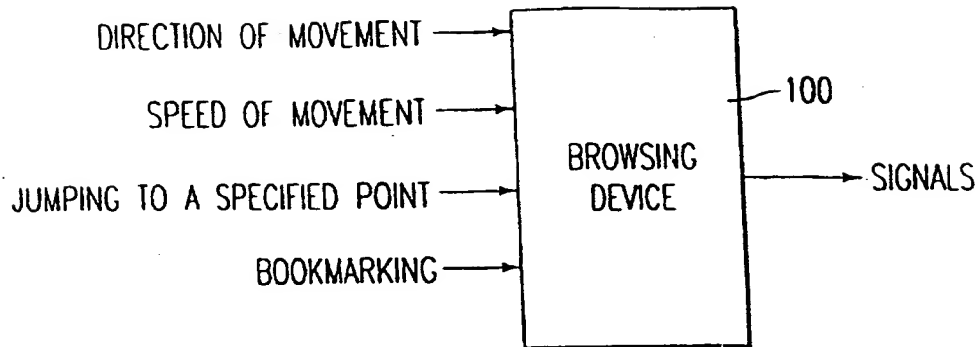 DIRECTION OF MOVEMENT
SPEED OF MOVEMENT
JUMPING TO A SPECIFIED POINT
BOOKMARKING
BROWSING
DEVICE
100
SIGNALS